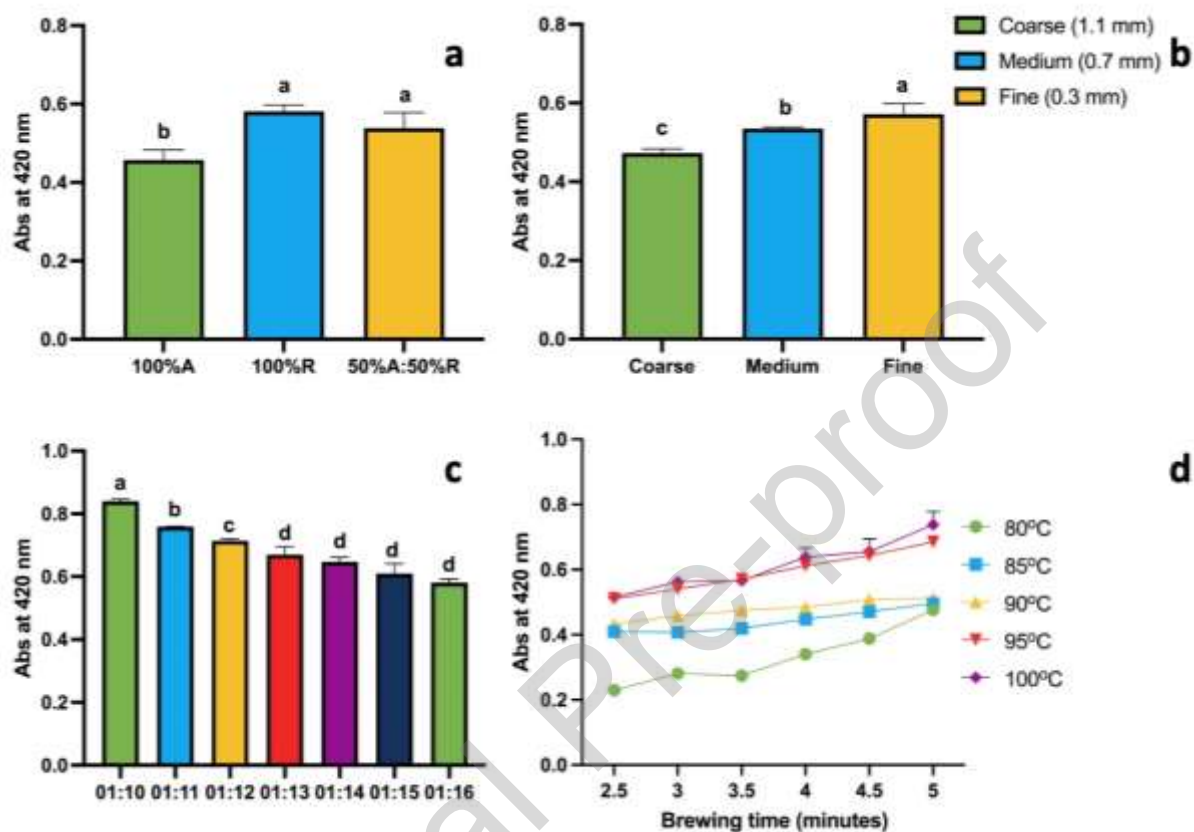 0.8
0.6
0.4
0.2
0.0
Abs at 420 nm
b
a
a
a
100%A
100%R
50%A:50%R
0.8
0.6
0.4
0.2
0.0
Abs at 420 nm
c
b
a
Coarse
Medium
Fine
Coarse (1.1 mm)
Medium (0.7 mm)
Fine (0.3 mm)
b
1.0
0.8
0.6
0.4
0.2
0.0
Abs at 420 nm
a
b
c
d
d
d
d
c
01:10
01:11
01:12
01:13
01:14
01:15
01:16
1.0
0.8
0.6
0.4
0.2
0.0
Abs at 420 nm
2.5
3
3.5
4
4.5
5
Brewing time (minutes)
d
80ºC
85ºC
90ºC
95ºC
100ºC
al Pre-proof